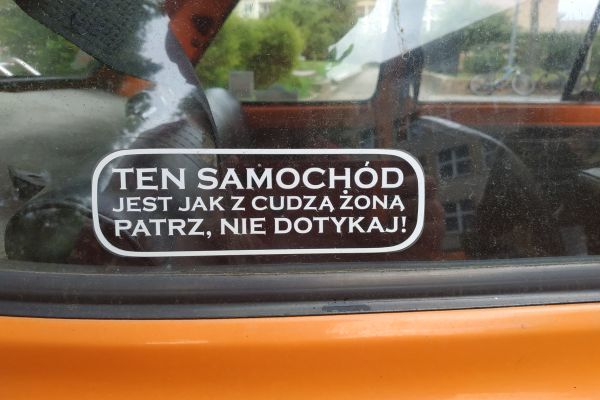 TEN SAMOCHÓD
JEST JAK Z CUDZĄ ŻONĄ
PATRZ, NIE DOTYKAJ!